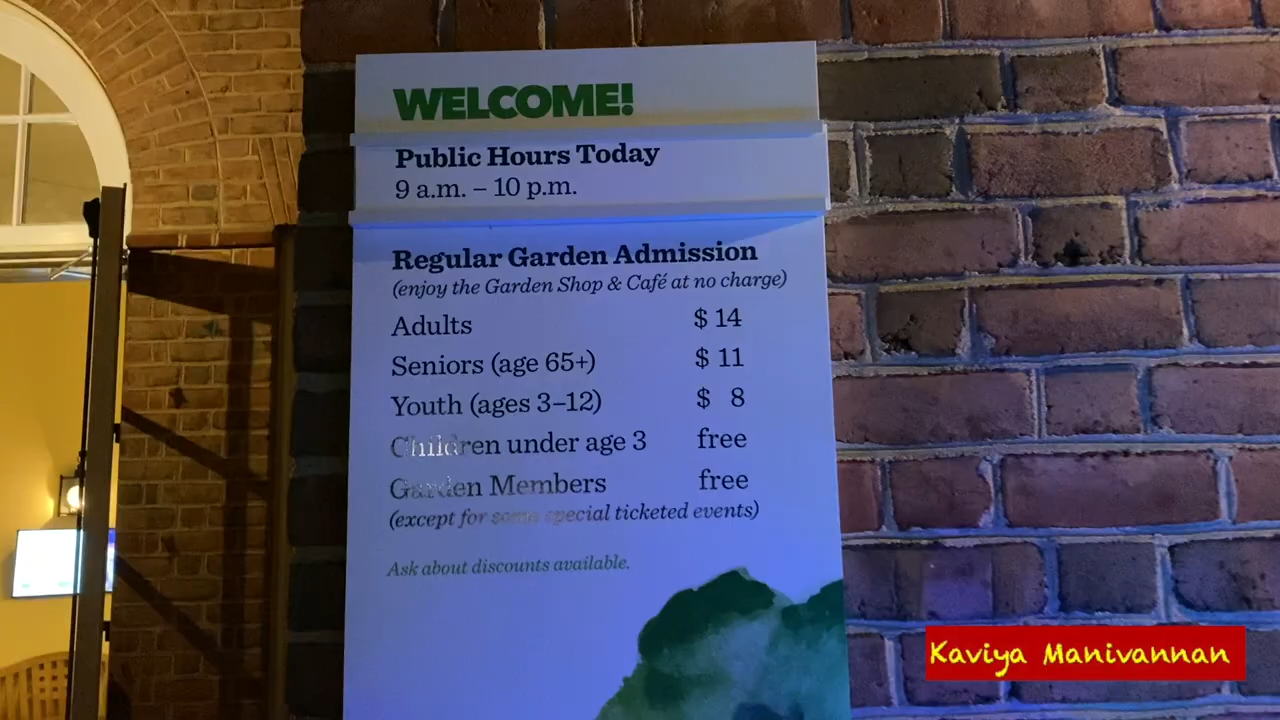 WELCOME!
Public Hours Today
9 a.m. – 10 p.m.
Regular Garden Admission
(enjoy the Garden Shop & Café at no charge)
Adults $ 14
Seniors (age 65+) $ 11
Youth (ages 3–12) $ 8
Children under age 3 free
Garden Members free
(except for some special ticketed events)
Ask about discounts available.
Kaviya Manivannan